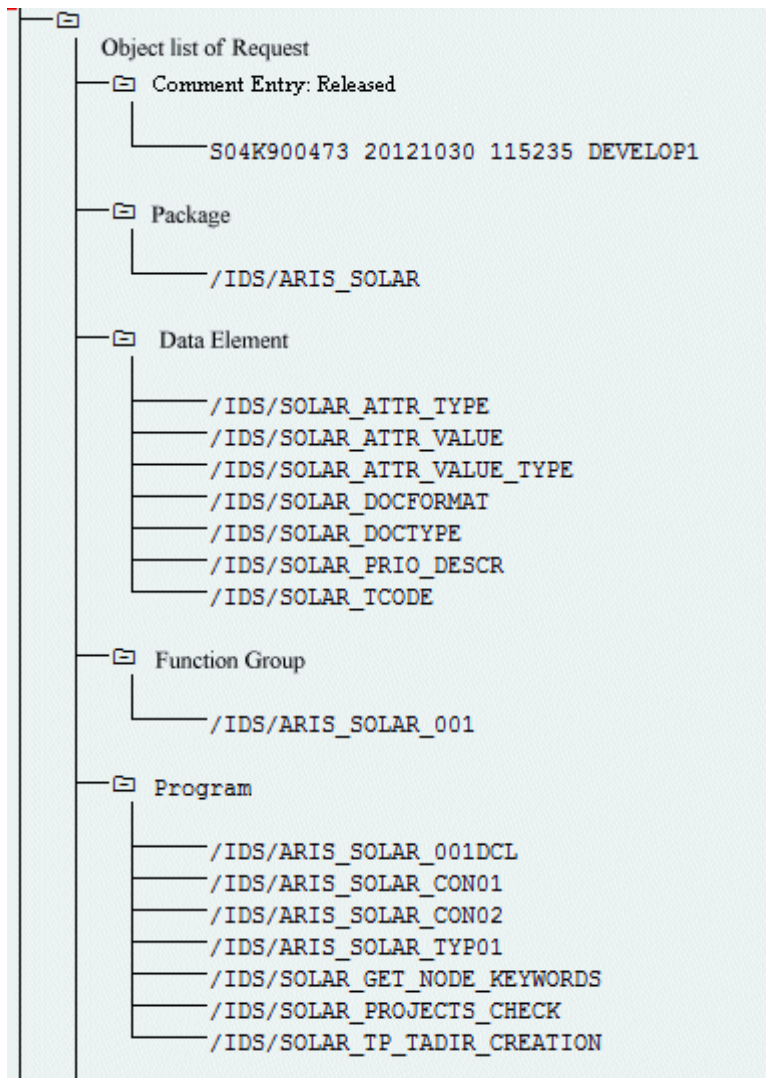 Object list of Request
Comment Entry: Released
S04K900473 20121030 115235 DEVELOP1
Package
/IDS/ARIS_SOLAR
Data Element
/IDS/SOLAR_ATTR_TYPE
/IDS/SOLAR_ATTR_VALUE
/IDS/SOLAR_ATTR_VALUE_TYPE
/IDS/SOLAR_DOCFORMAT
/IDS/SOLAR_DOCTYPE
/IDS/SOLAR_PRIO_DESCR
/IDS/SOLAR_TCODE
Function Group
/IDS/ARIS_SOLAR_001
Program
/IDS/ARIS_SOLAR_001DCL
/IDS/ARIS_SOLAR_CON01
/IDS/ARIS_SOLAR_CON02
/IDS/ARIS_SOLAR_TYP01
/IDS/SOLAR_GET_NODE_KEYWORDS
/IDS/SOLAR_PROJECTS_CHECK
/IDS/SOLAR_TP_TADIR_CREATION